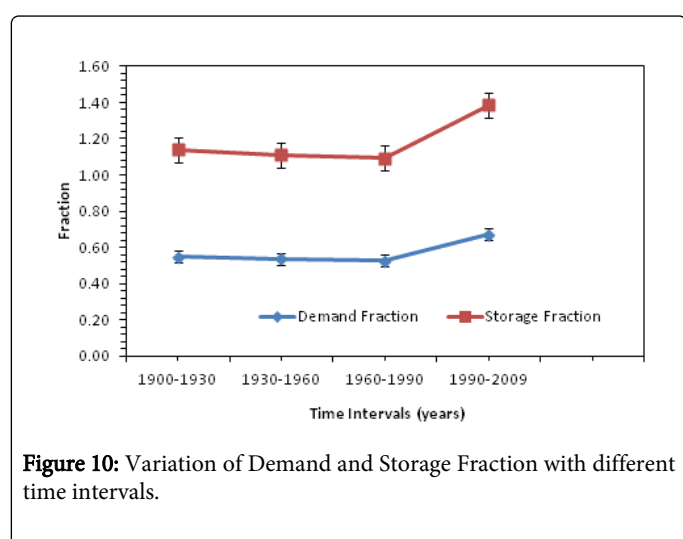 1.60
1.40
1.20
1.00
0.80
0.60
0.40
0.20
0.00
Fraction
Demand Fraction
Storage Fraction
1900-1930 1930-1960 1960-1990 1990-2009
Time Intervals (years)
Figure 10: Variation of Demand and Storage Fraction with different
time intervals.